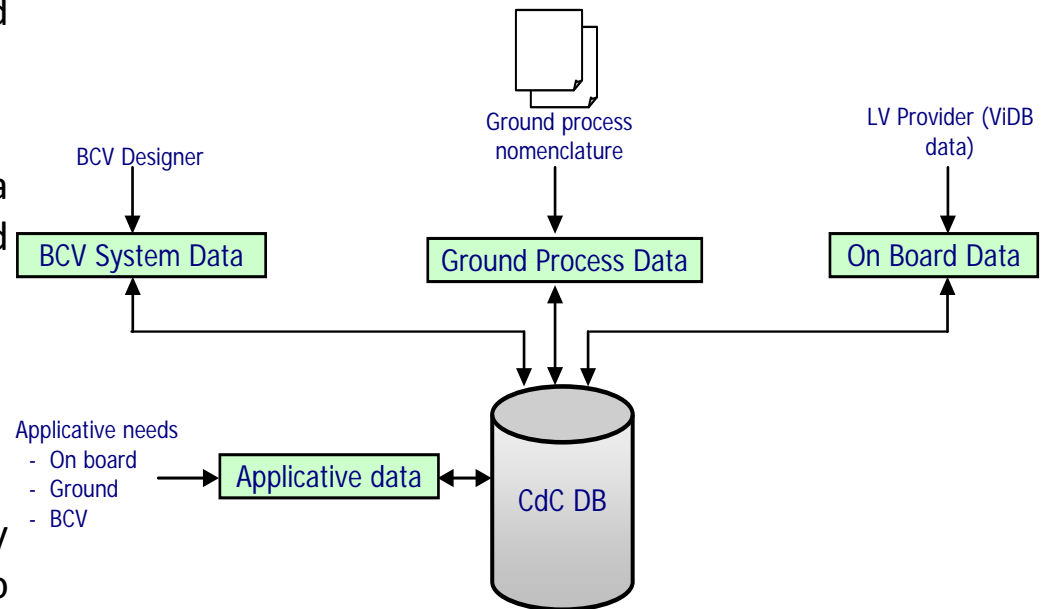 d
Ground process
nomenclature
LV Provider (ViDB
data)
BCV Designer
a
d
BCV System Data
Ground Process Data
On Board Data
Applicative needs
- On board
- Ground
- BCV
Applicative data
CdC DB
y
o